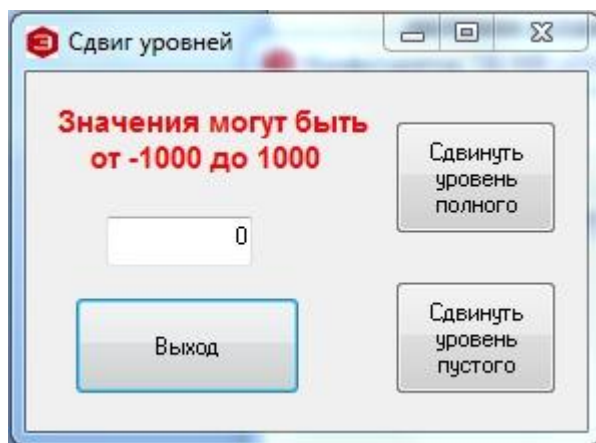 Сдвиг уровней
Значения могут быть
от -1000 до 1000
Сдвинуть
уровень
полного
0
Выход
Сдвинуть
уровень
пустого